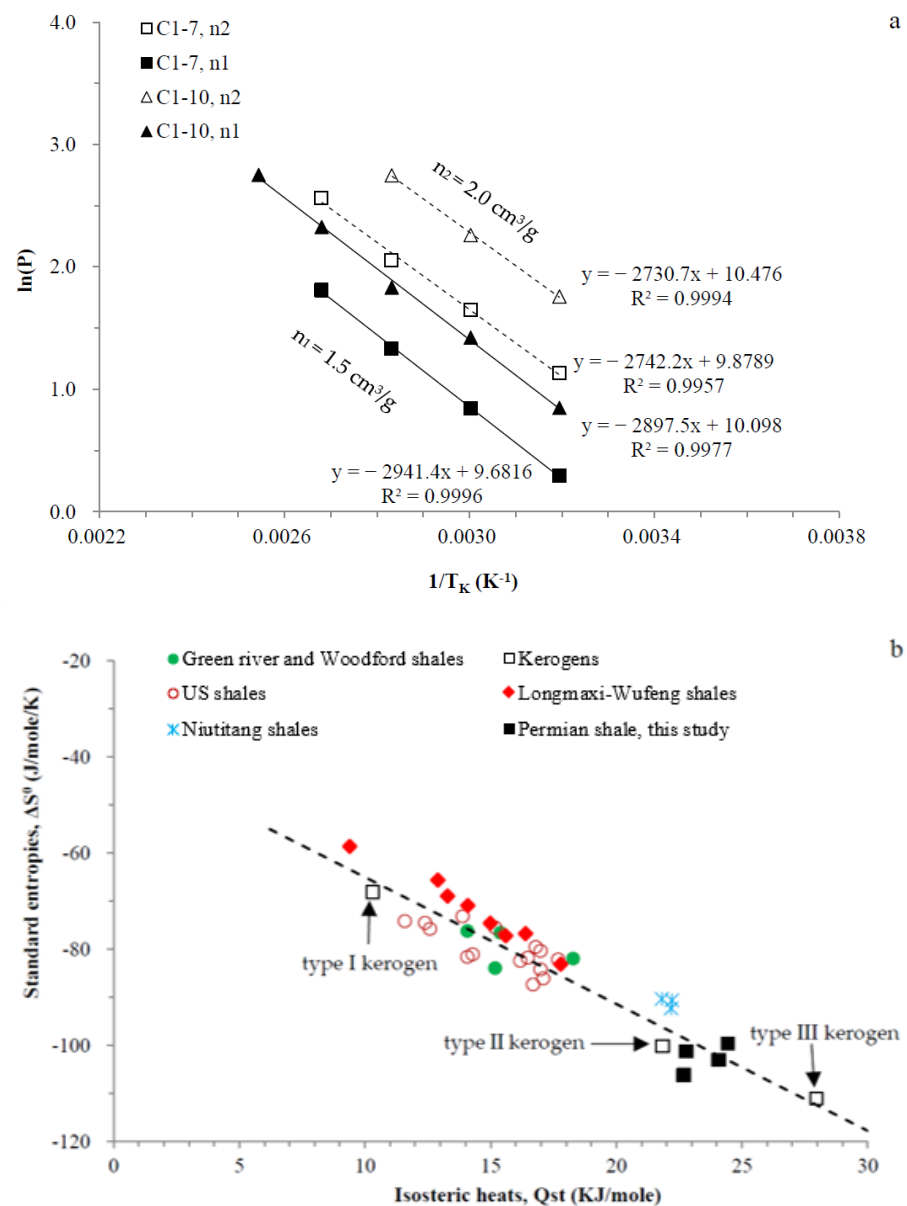 a
4.0
3.0
2.0
1.0
0.0
ln(P)
C1-7, n2
C1-7, n1
C1-10, n2
C1-10, n1
n₂ = 2.0 cm³/g
n₁ = 1.5 cm³/g
y = − 2730.7x + 10.476
R² = 0.9994
y = − 2742.2x + 9.8789
R² = 0.9957
y = − 2897.5x + 10.098
R² = 0.9977
y = − 2941.4x + 9.6816
R² = 0.9996
0.0022 0.0026 0.0030 0.0034 0.0038
1/T_K (K⁻¹)
b
-20
-40
-60
-80
-100
-120
Standard entropies, ΔS⁰ (J/mole/K)
Green river and Woodford shales
Kerogens
US shales
Longmaxi-Wufeng shales
Niutitang shales
Permian shale, this study
type I kerogen
type II kerogen
type III kerogen
0 5 10 15 20 25 30
Isosteric heats, Qst (KJ/mole)